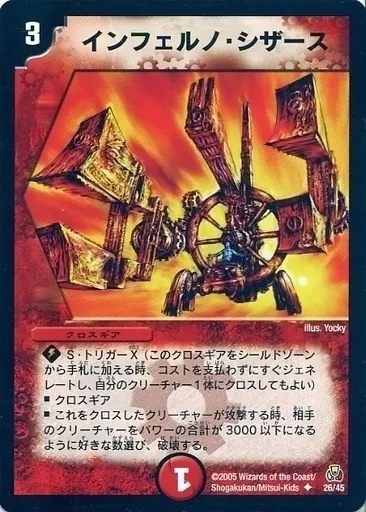 3
インフェルノ・シザース
illus. Yocky
クロスギア
S・トリガーX(このクロスギアをシールドゾーン
から手札に加える時、コストを支払わずにすぐジェネ
レートし、自分のクリーチャー1体にクロスしてもよい)
■ クロスギア
■ これをクロスしたクリーチャーが攻撃する時、相手
のクリーチャーをパワーの合計が3000以下になる
ように好きな数選び、破壊する。
1
©2005 Wizards of the Coast/
Shogakukan/Mitsui-Kids
26/45